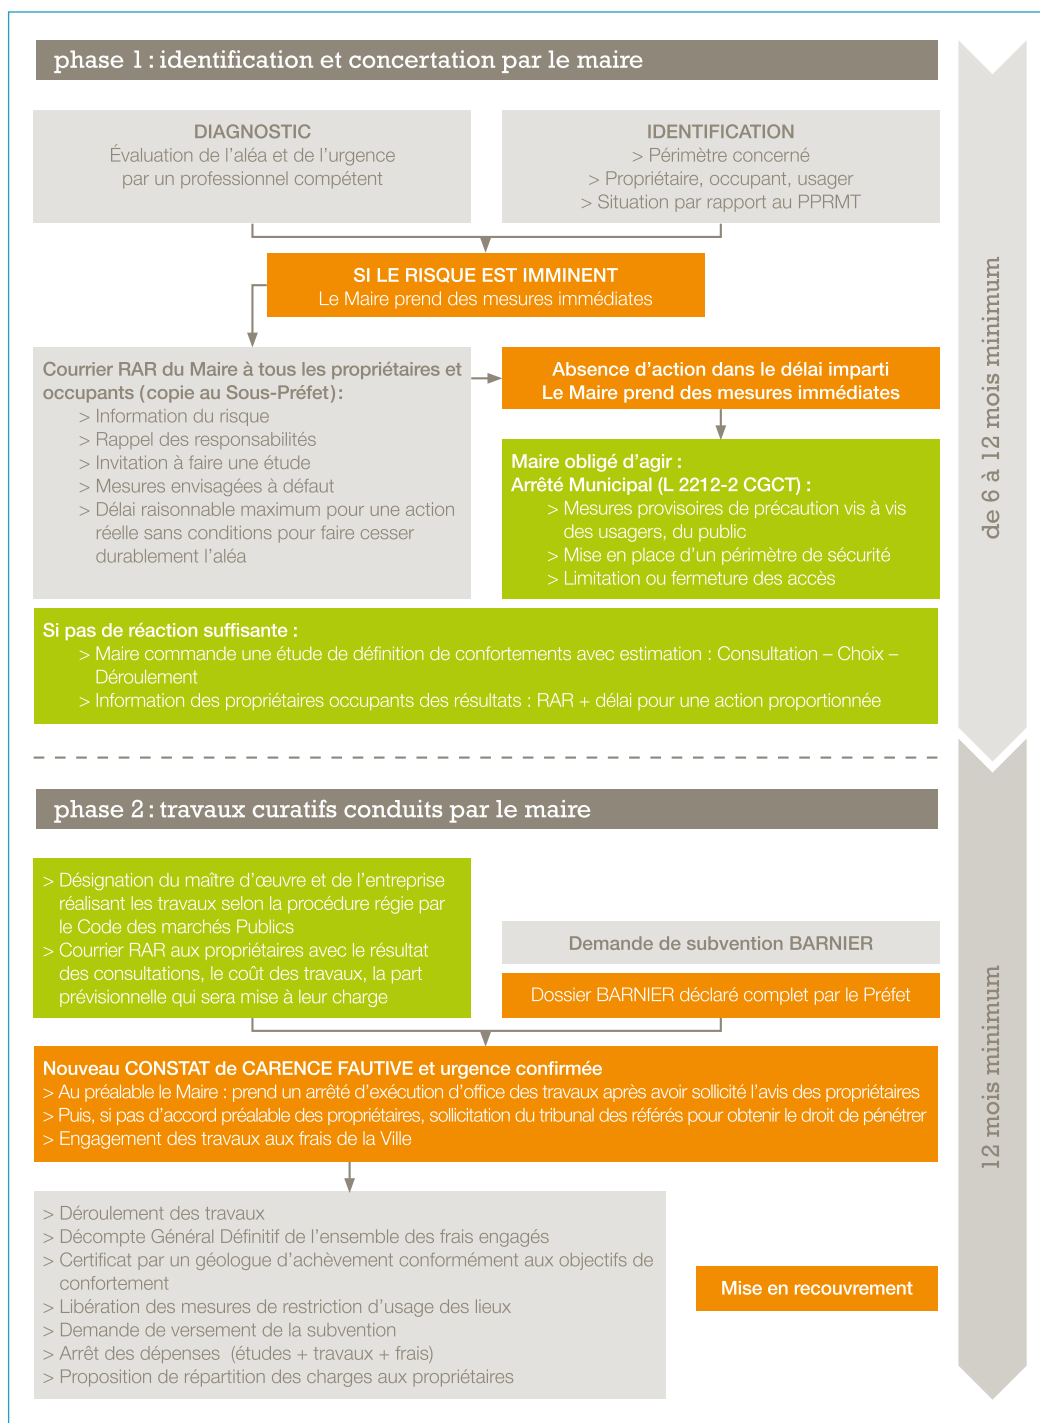 phase 1 : identification et concertation par le maire
DIAGNOSTIC
Évaluation de l'aléa et de l'urgence
par un professionnel compétent
IDENTIFICATION
> Périmètre concerné
> Propriétaire, occupant, usager
> Situation par rapport au PPRMT
SI LE RISQUE EST IMMINENT
Le Maire prend des mesures immédiates
Courrier RAR du Maire à tous les propriétaires et
occupants (copie au Sous-Préfet) :
> Information du risque
> Rappel des responsabilités
> Invitation à faire une étude
> Mesures envisagées à défaut
> Délai raisonnable maximum pour une action
réelle sans conditions pour faire cesser
durablement l'aléa
Absence d'action dans le délai imparti
Le Maire prend des mesures immédiates
Maire obligé d'agir :
Arrêté Municipal (L 2212-2 CGCT) :
> Mesures provisoires de précaution vis à vis
des usagers, du public
> Mise en place d'un périmètre de sécurité
> Limitation ou fermeture des accès
Si pas de réaction suffisante :
> Maire commande une étude de définition de confortements avec estimation : Consultation – Choix –
Déroulement
> Information des propriétaires occupants des résultats : RAR + délai pour une action proportionnée
de 6 à 12 mois minimum
phase 2 : travaux curatifs conduits par le maire
> Désignation du maître d'œuvre et de l'entreprise
réalisant les travaux selon la procédure régie par
le Code des marchés Publics
> Courrier RAR aux propriétaires avec le résultat
des consultations, le coût des travaux, la part
prévisionnelle qui sera mise à leur charge
Demande de subvention BARNIER
Dossier BARNIER déclaré complet par le Préfet
Nouveau CONSTAT de CARENCE FAUTIVE et urgence confirmée
> Au préalable le Maire : prend un arrêté d'exécution d'office des travaux après avoir sollicité l'avis des propriétaires
> Puis, si pas d'accord préalable des propriétaires, sollicitation du tribunal des référés pour obtenir le droit de pénétrer
> Engagement des travaux aux frais de la Ville
> Déroulement des travaux
> Décompte Général Définitif de l'ensemble des frais engagés
> Certificat par un géologue d'achèvement conformément aux objectifs de
confortement
> Libération des mesures de restriction d'usage des lieux
> Demande de versement de la subvention
> Arrêt des dépenses (études + travaux + frais)
> Proposition de répartition des charges aux propriétaires
Mise en recouvrement
12 mois minimum